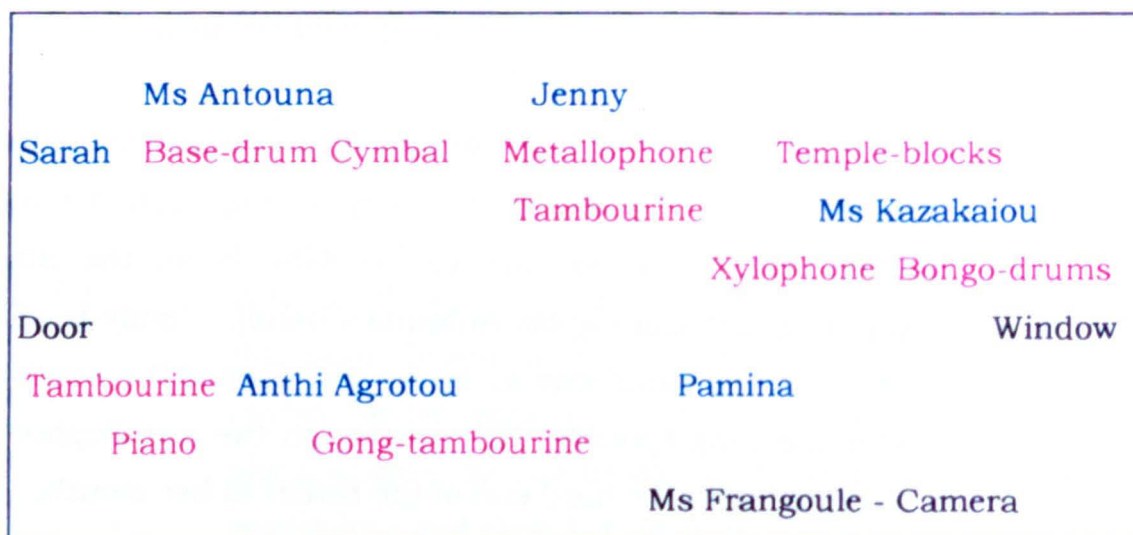 Ms Antouna Jenny
Sarah Base-drum Cymbal Metallophone Temple-blocks
Tambourine Ms Kazakaiou
Xylophone Bongo-drums
Door Window
Tambourine Anthi Agrotou Pamina
Piano Gong-tambourine
Ms Frangoule - Camera